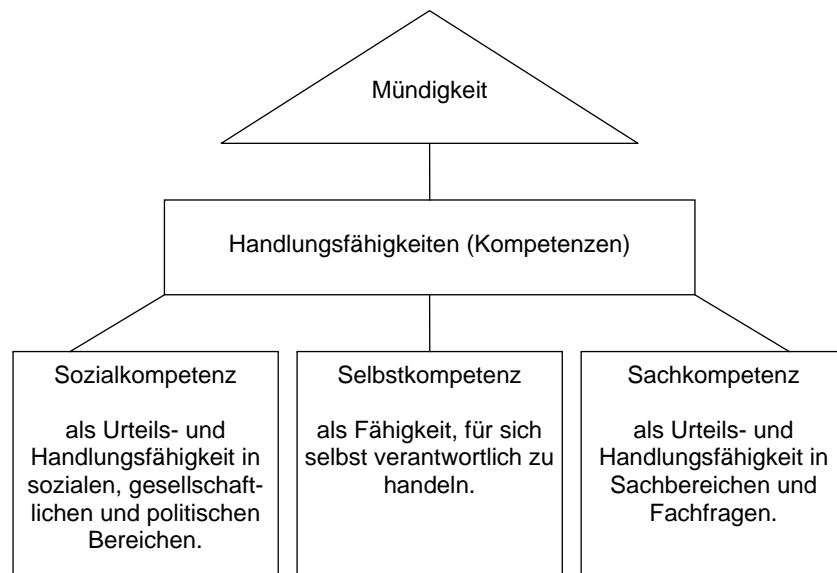 Mündigkeit
Handlungsfähigkeiten (Kompetenzen)
Sozialkompetenz
als Urteils- und
Handlungsfähigkeit in
sozialen, gesellschaft-
lichen und politischen
Bereichen.
Selbstkompetenz
als Fähigkeit, für sich
selbst verantwortlich zu
handeln.
Sachkompetenz
als Urteils- und
Handlungsfähigkeit in
Sachbereichen und
Fachfragen.